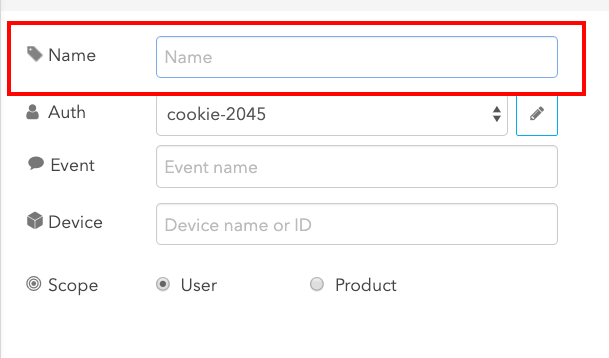 Name Name
Auth cookie-2045
Event Event name
Device Device name or ID
Scope User Product